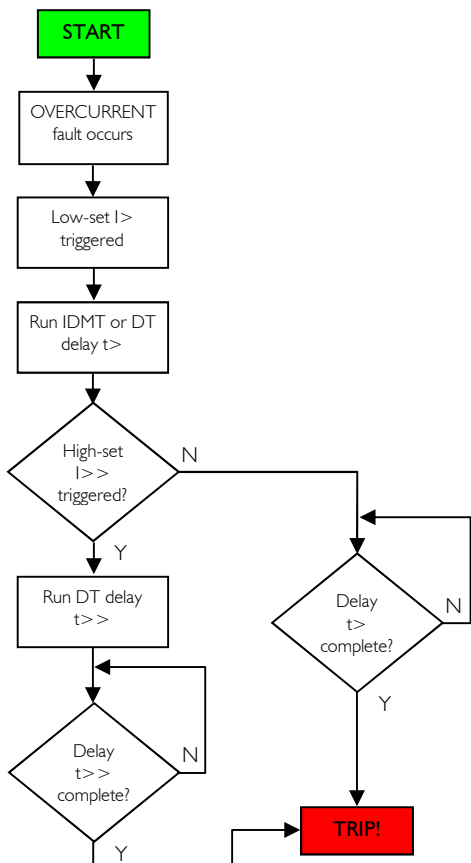 START
OVERCURRENT
fault occurs
Low-set I>
triggered
Run IDMT or DT
delay t>
High-set
I>>
triggered?
N
Y
Run DT delay
t>>
Delay
t>
complete?
N
Y
Delay
t>>
complete?
N
Y
TRIP!